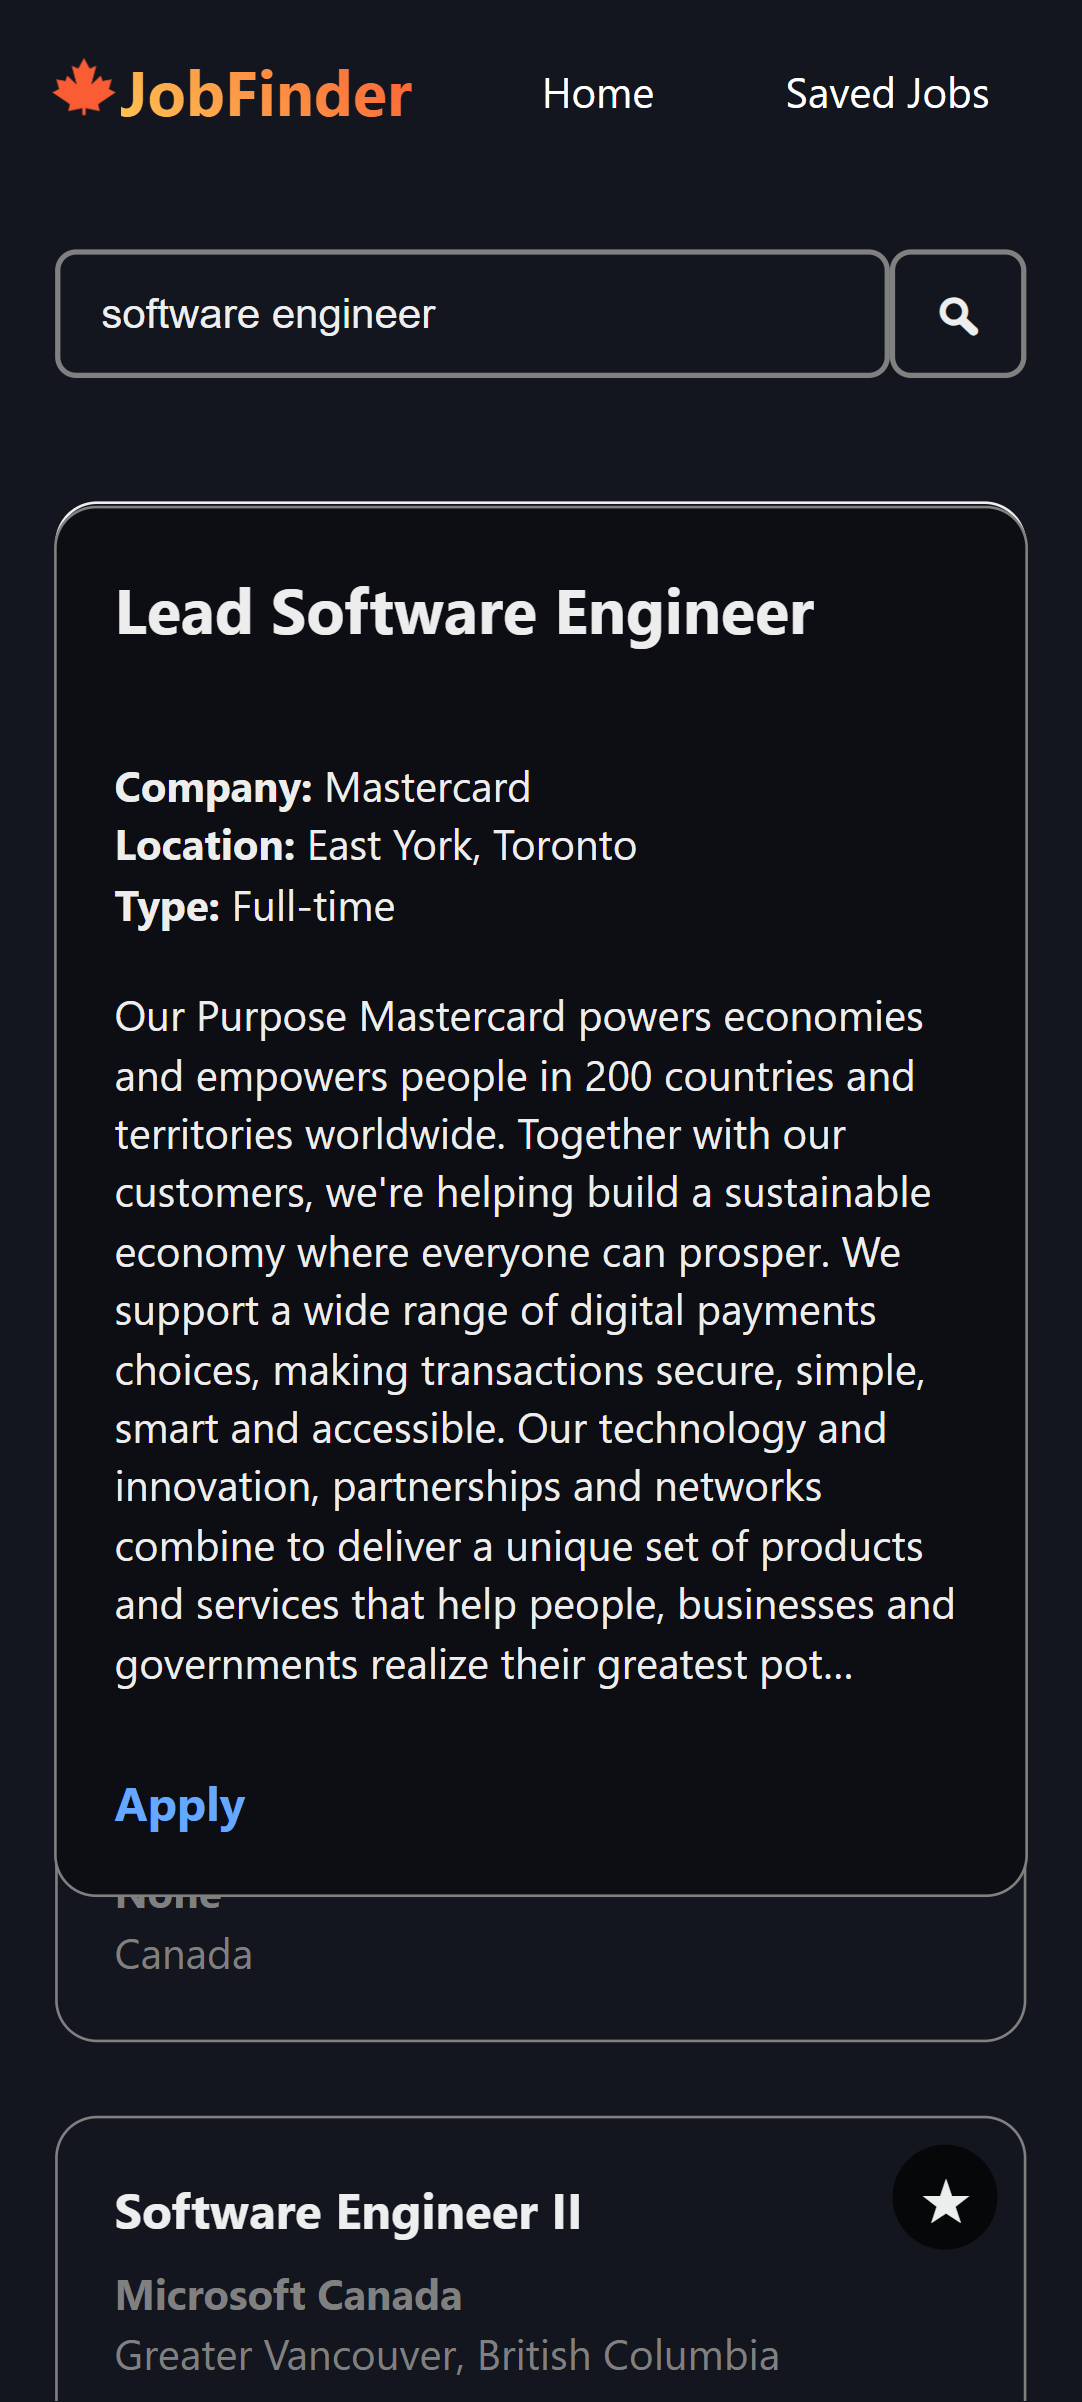 JobFinder
Home
Saved Jobs
software engineer
Lead Software Engineer
Company: Mastercard
Location: East York, Toronto
Type: Full-time
Our Purpose Mastercard powers economies
and empowers people in 200 countries and
territories worldwide. Together with our
customers, we're helping build a sustainable
economy where everyone can prosper. We
support a wide range of digital payments
choices, making transactions secure, simple,
smart and accessible. Our technology and
innovation, partnerships and networks
combine to deliver a unique set of products
and services that help people, businesses and
governments realize their greatest pot...
Apply
None
Canada
Software Engineer II
Microsoft Canada
Greater Vancouver, British Columbia